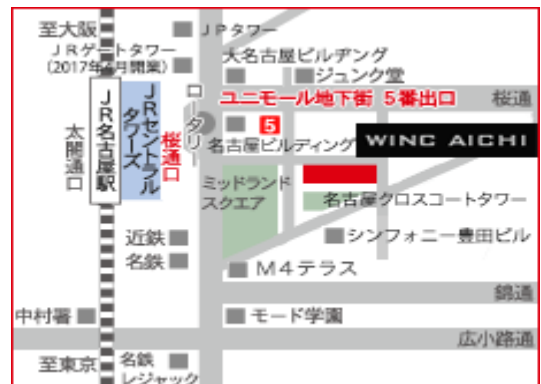 至大阪
JPタワー
JRゲートタワー
(2017年4月開業)
大名古屋ビルヂング
ジュンク堂
ユニモール地下街 5番出口
桜通
JR名古屋駅
JRセントラル
タワーズ
桜通口
太閤通口
ロータリー
5
名古屋ビルディング
WINC AICHI
ミッドランド
スクエア
名古屋クロスコートタワー
近鉄
名鉄
シンフォニー豊田ビル
M4テラス
錦通
中村署
モード学園
広小路通
至東京
名鉄
レジャック